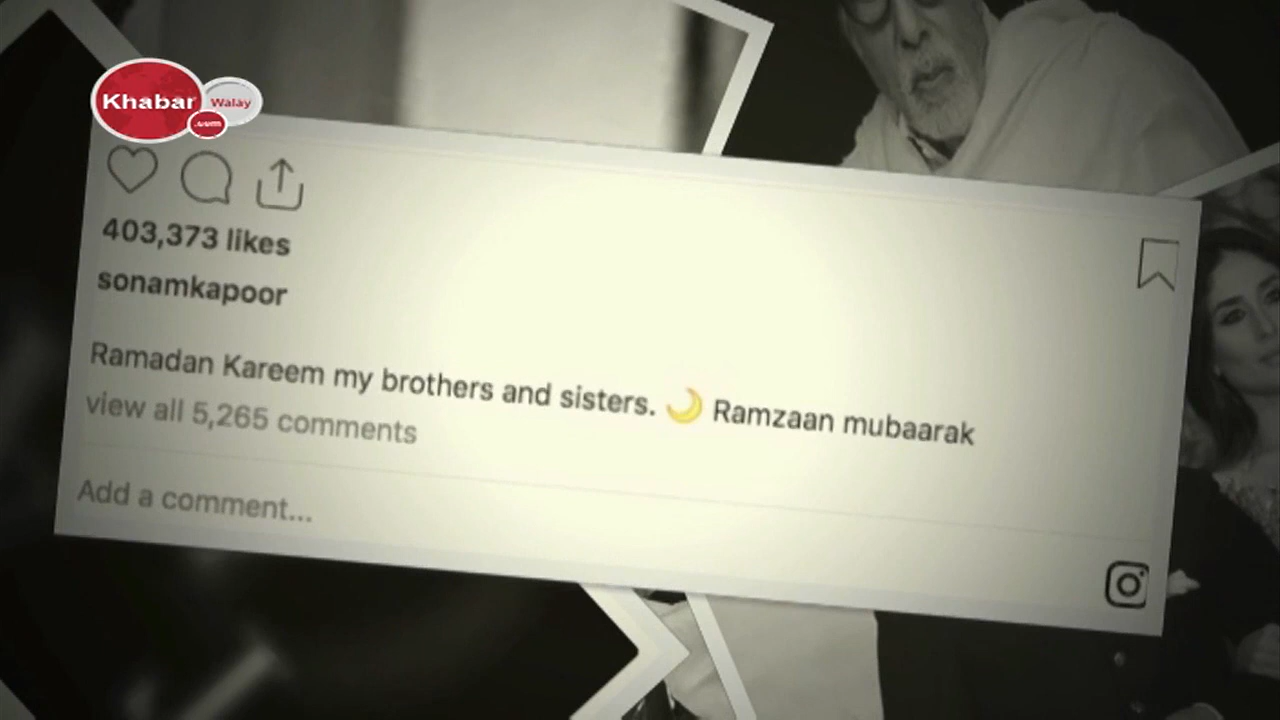 Khabar
Walay
.com
403,373 likes
sonamkapoor
Ramadan Kareem my brothers and sisters. 🌙 Ramzaan mubaarak
view all 5,265 comments
Add a comment...